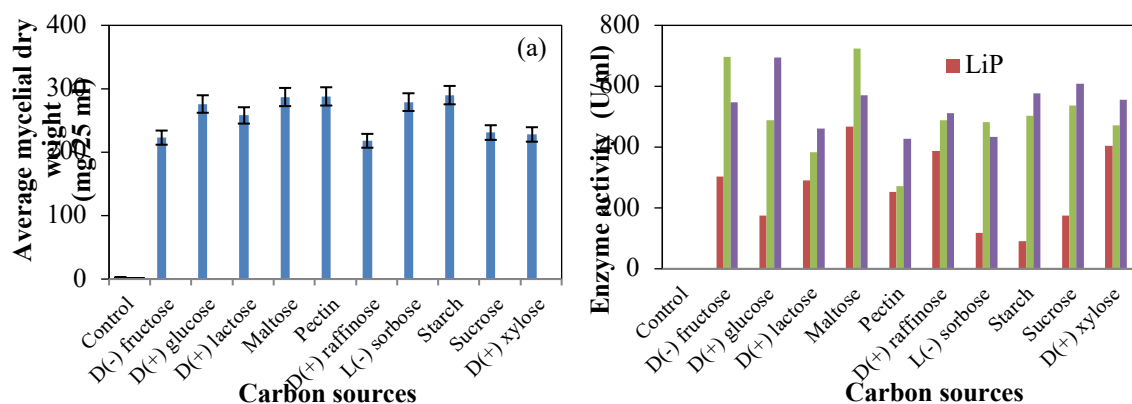 Average mycelial dry
weight
(mg/25 ml)
400
300
200
100
0
(a)
Control
D(-) fructose
D(+) glucose
D(+) lactose
Maltose
Pectin
D(+) raffinose
L(-) sorbose
Starch
Sucrose
D(+) xylose
Carbon sources
Enzyme activity (U/ml)
800
600
400
200
0
LiP
Control
D(-) fructose
D(+) glucose
D(+) lactose
Maltose
Pectin
D(+) raffinose
L(-) sorbose
Starch
Sucrose
D(+) xylose
Carbon sources